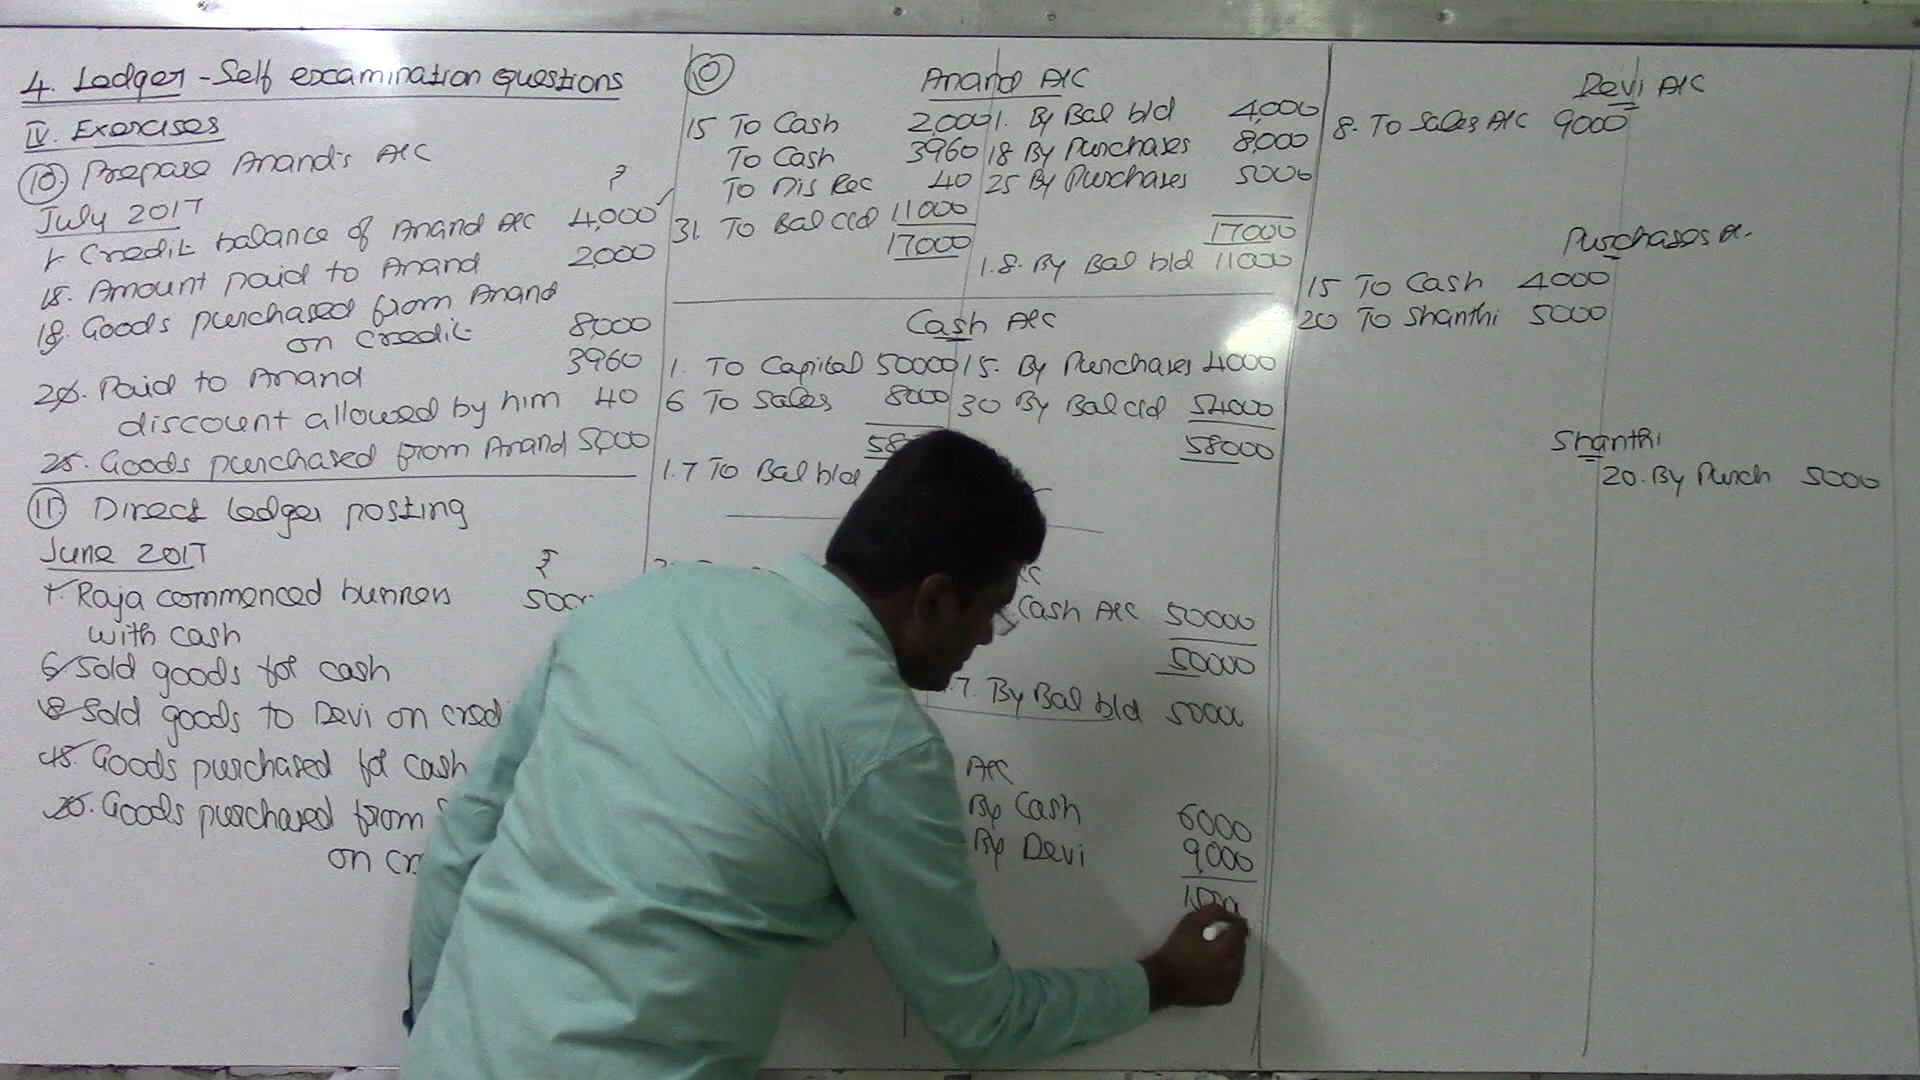 4. Ledger - Self examination questions
IV. Exercises
(10) Prepare Anand's A/C
₹
July 2017
1. Credit balance of Anand A/C 4,000
15. Amount paid to Anand 2,000
18. Goods purchased from Anand
on credit 8,000
20. Paid to Anand 3960
discount allowed by him 40
25. Goods purchased from Anand 5,000
(11) Direct ledger posting
June 2017 ₹
1. Raja commenced business
with cash
6 Sold goods for cash
8 Sold goods to Devi on credi
15. Goods purchased for cash
20. Goods purchased from
on cr
(10) Anand A/C
15 To Cash 2,000 1. By Bal b/d 4,000
To Cash 3960 18 By Purchases 8,000
To Dis Rec 40 25 By Purchases 5000
31 To Bal c/d 11000
17000 17000
1.8. By Bal b/d 11000
Cash A/C
1. To Capital 50000 15. By Purchases 4000
6 To Sales 8000 30 By Bal c/d 54000
58 58000
1.7 To Bal b/d
Cash A/C 50000
50000
7. By Bal b/d
A/C
By Cash 6000
By Devi 9000
Devi A/C
8. To Sales A/C 9000
Purchases a.
15 To Cash 4000
20 To Shanthi 5000
Shanthi
20. By Purch 5000